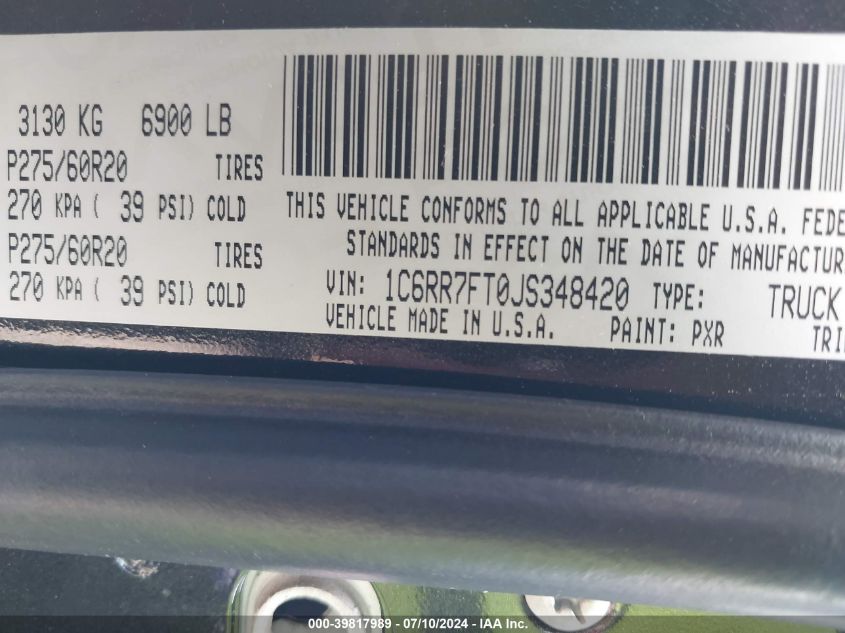 3130 KG 6900 LB
P275/60R20 TIRES
270 KPA ( 39 PSI) COLD
P275/60R20 TIRES
270 KPA ( 39 PSI) COLD
THIS VEHICLE CONFORMS TO ALL APPLICABLE U.S.A. FEDE
STANDARDS IN EFFECT ON THE DATE OF MANUFACTUR
VIN: 1C6RR7FT0JS348420 TYPE: TRUCK
VEHICLE MADE IN U.S.A. PAINT: PXR TRI
000-39817989 - 07/10/2024 - IAA Inc.